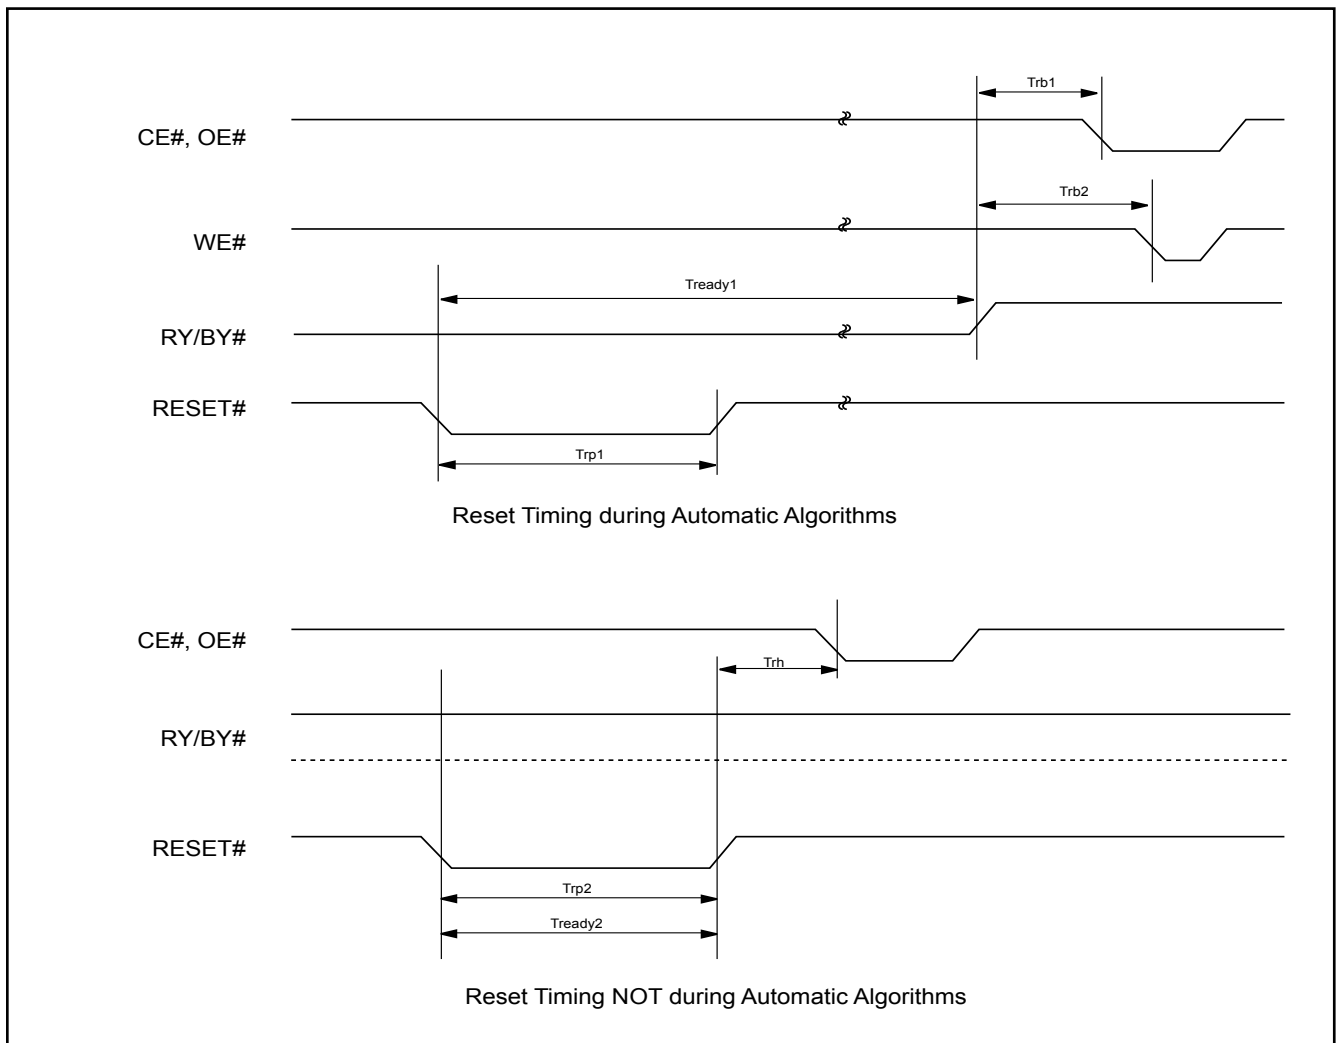 Trb1
CE#, OE#
Trb2
WE#
Tready1
RY/BY#
RESET#
Trp1
Reset Timing during Automatic Algorithms
CE#, OE#
Trh
RY/BY#
RESET#
Trp2
Tready2
Reset Timing NOT during Automatic Algorithms